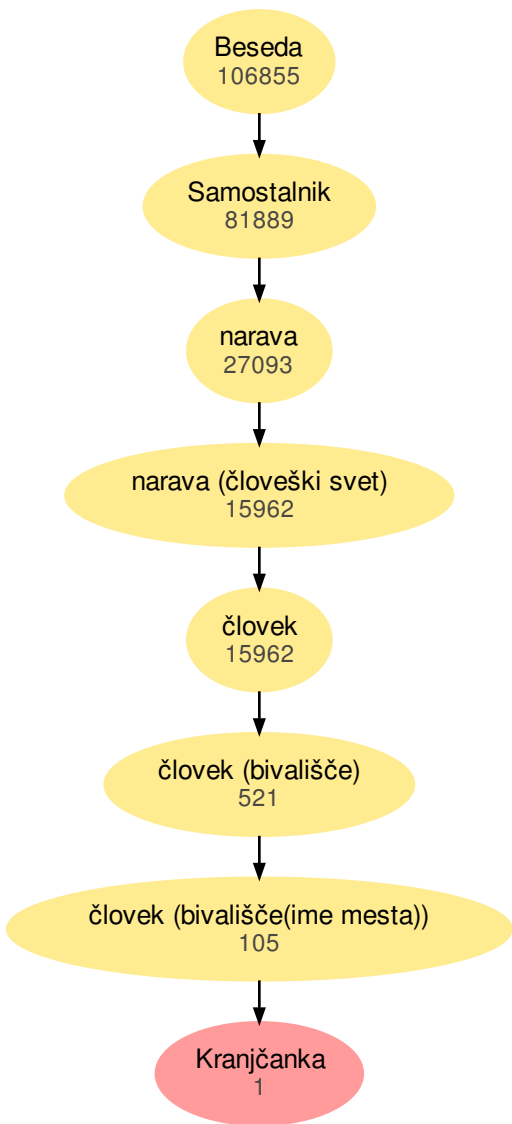 Beseda
106855
Samostalnik
81889
narava
27093
narava (človeški svet)
15962
človek
15962
človek (bivališče)
521
človek (bivališče(ime mesta))
105
Kranjčanka
1